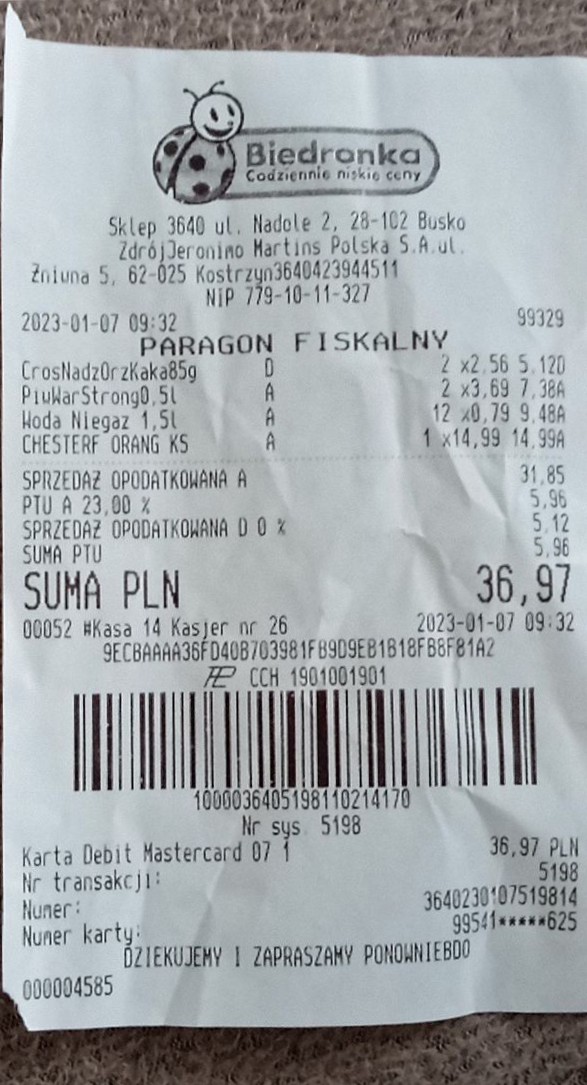 Biedronka
Codziennie niskie ceny
Sklep 3640 ul. Nadole 2, 28-102 Busko
ZdrójJeronimo Martins Polska S.A.ul.
Żniwna 5, 62-025 Kostrzyn3640423944511
NiP 779-10-11-327
2023-01-07 09:32 99329
PARAGON FISKALNY
CrosNadzOrzKaka85g D 2 x2,56 5,12D
PiwWarStrong0,5l A 2 x3,69 7,38A
Woda Niegaz 1,5l A 12 x0,79 9,48A
CHESTERF ORANG KS A 1 x14,99 14,99A
SPRZEDAŻ OPODATKOWANA A 31,85
PTU A 23,00 % 5,96
SPRZEDAŻ OPODATKOWANA D 0 % 5,12
SUMA PTU 5,96
SUMA PLN 36,97
00052 #Kasa 14 Kasjer nr 26 2023-01-07 09:32
9ECBAAAA36FD40B703981FB9D9EB1B18FB8F81A2
CCH 1901001901
1000036405198110214170
Nr sys 5198
Karta Debit Mastercard 07 1 36,97 PLN
Nr transakcji: 5198
Numer: 3640230107519814
Numer karty: 99541*****625
DZIEKUJEMY I ZAPRASZAMY PONOWNIEBDO
000004585